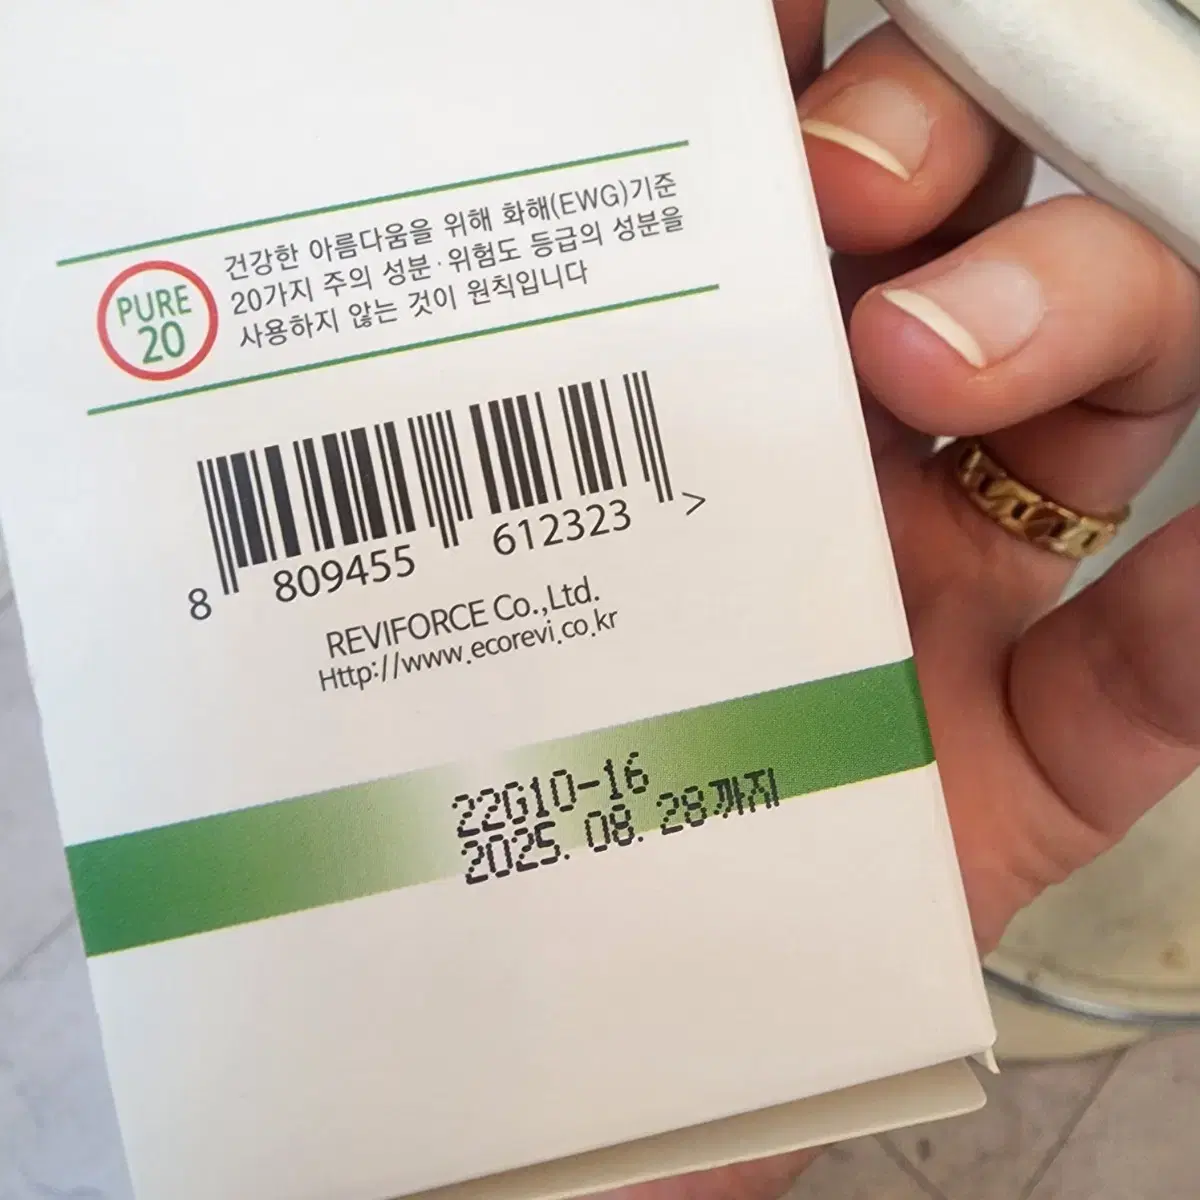 건강한 아름다움을 위해 화해(EWG)기준
20가지 주의 성분·위험도 등급의 성분을
사용하지 않는 것이 원칙입니다
PURE
20
8 809455 612323 >
REVIFORCE Co.,Ltd.
Http://www.ecorevi.co.kr
22G10-16
2025. 08. 28까지